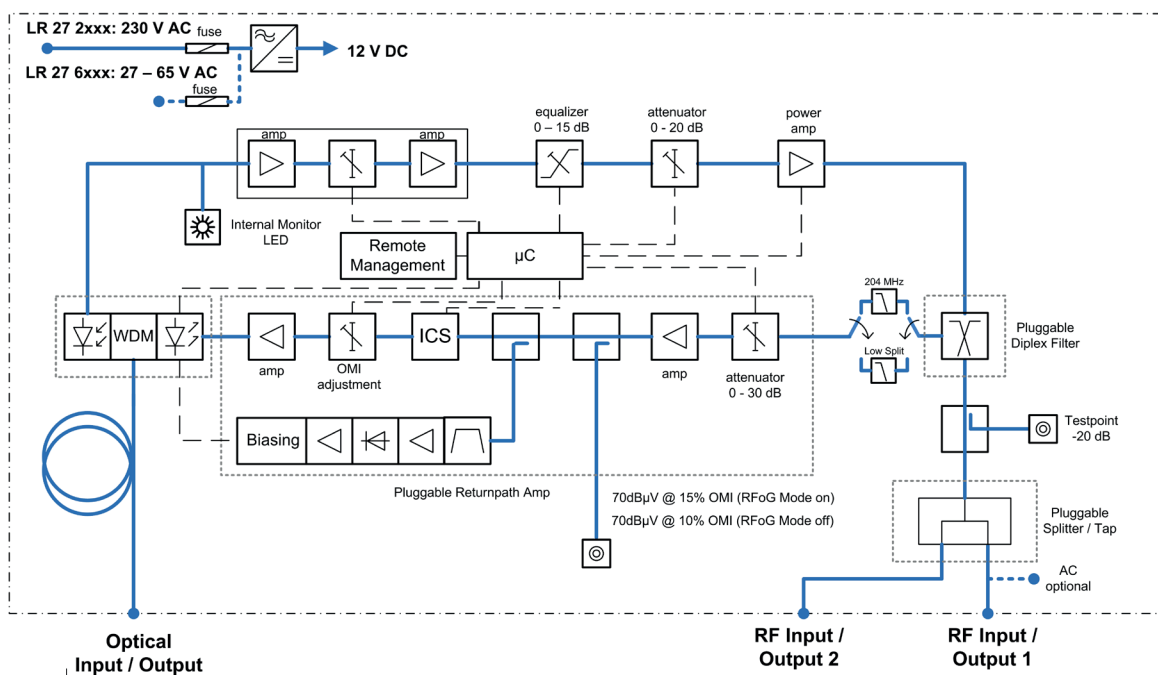 LR 27 2xxx: 230 V AC
fuse
12 V DC
LR 27 6xxx: 27 – 65 V AC
fuse
amp
amp
equalizer
0 – 15 dB
attenuator
0 - 20 dB
power
amp
Internal Monitor
LED
Remote
Management
µC
204 MHz
Low Split
Pluggable
Diplex Filter
WDM
amp
OMI
adjustment
ICS
amp
attenuator
0 - 30 dB
Biasing
Pluggable Returnpath Amp
Testpoint
-20 dB
70dBµV @ 15% OMI (RFoG Mode on)
70dBµV @ 10% OMI (RFoG Mode off)
Pluggable
Splitter / Tap
AC
optional
Optical
Input / Output
RF Input /
Output 2
RF Input /
Output 1